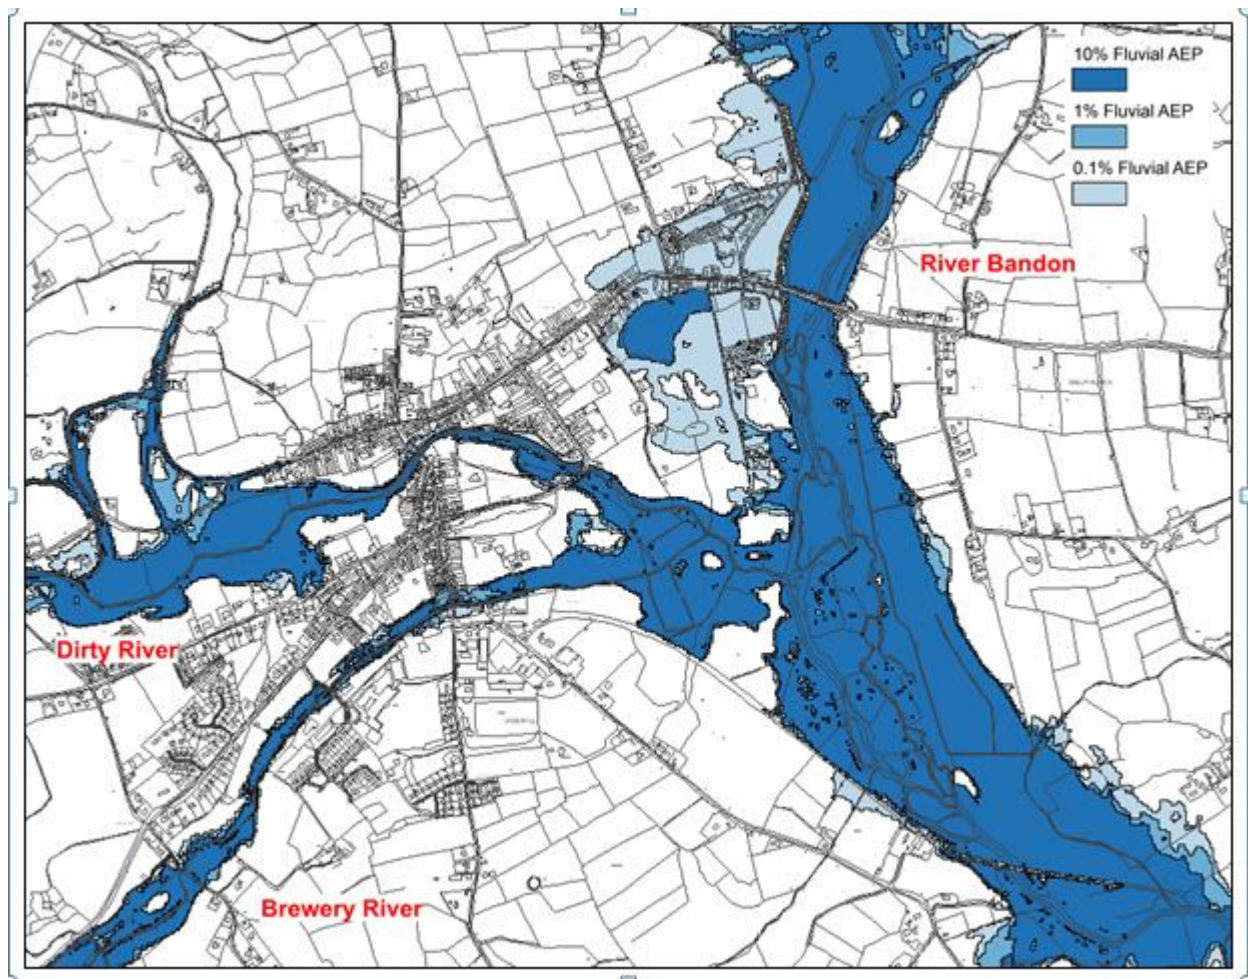 10% Fluvial AEP
1% Fluvial AEP
0.1% Fluvial AEP
River Bandon
Dirty River
Brewery River